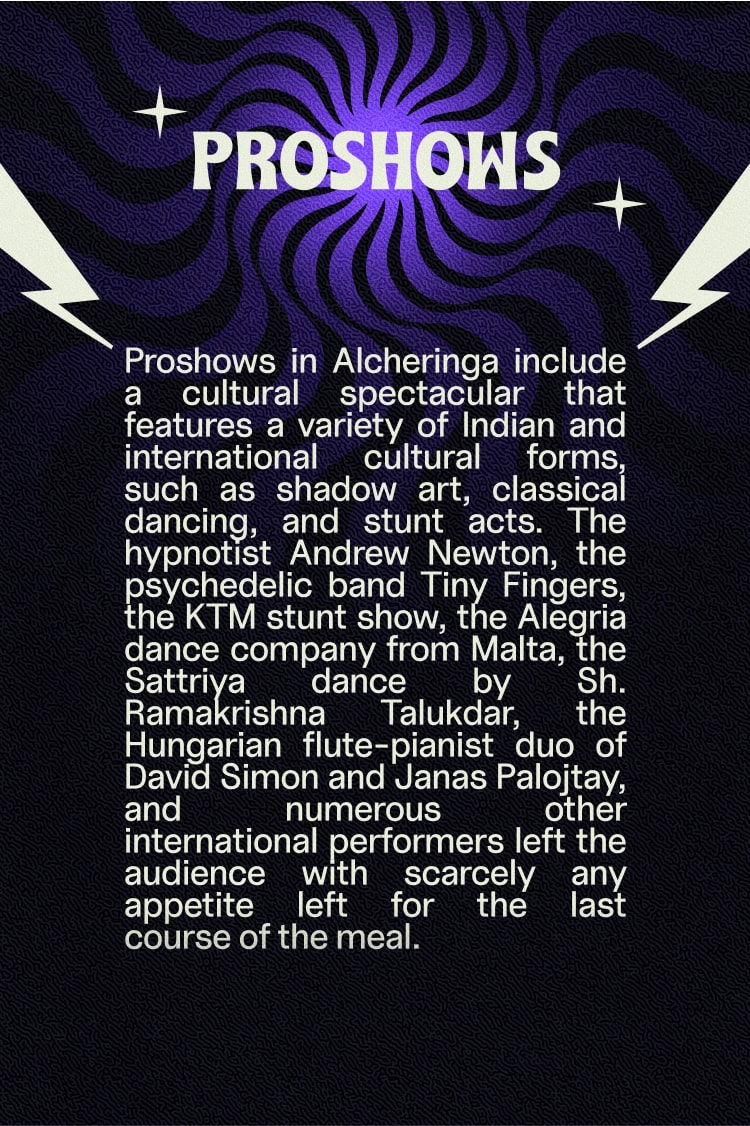 PROSHOWS
Proshows in Alcheringa include
a cultural spectacular that
features a variety of Indian and
international cultural forms,
such as shadow art, classical
dancing, and stunt acts. The
hypnotist Andrew Newton, the
psychedelic band Tiny Fingers,
the KTM stunt show, the Alegria
dance company from Malta, the
Sattriya dance by Sh.
Ramakrishna Talukdar, the
Hungarian flute-pianist duo of
David Simon and Janas Palojtay,
and numerous other
international performers left the
audience with scarcely any
appetite left for the last
course of the meal.